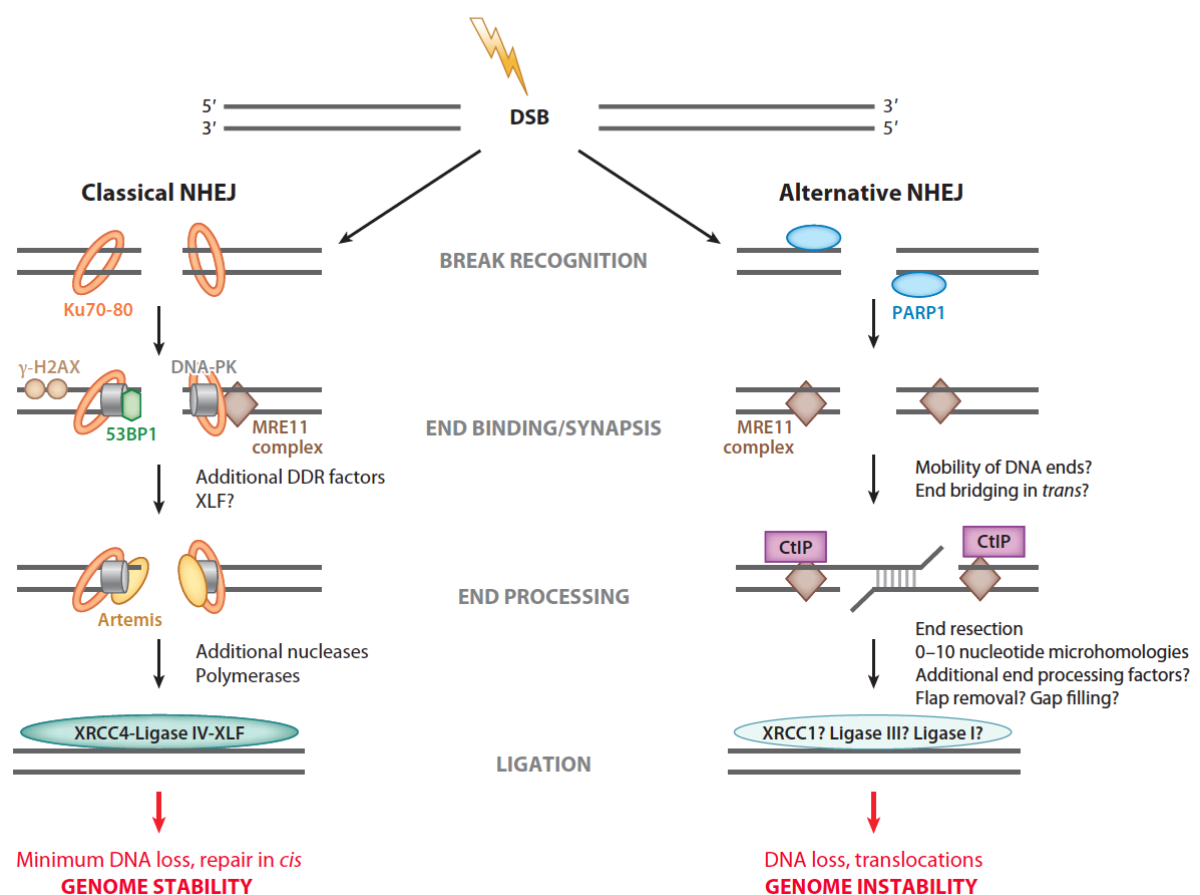 5′
3′
DSB
3′
5′
Classical NHEJ
Alternative NHEJ
BREAK RECOGNITION
Ku70-80
PARP1
γ-H2AX
DNA-PK
53BP1
MRE11
complex
END BINDING/SYNAPSIS
MRE11
complex
Additional DDR factors
XLF?
Mobility of DNA ends?
End bridging in trans?
CtIP
CtIP
Artemis
END PROCESSING
Additional nucleases
Polymerases
End resection
0–10 nucleotide microhomologies
Additional end processing factors?
Flap removal? Gap filling?
XRCC4-Ligase IV-XLF
XRCC1? Ligase III? Ligase I?
LIGATION
Minimum DNA loss, repair in cis
GENOME STABILITY
DNA loss, translocations
GENOME INSTABILITY